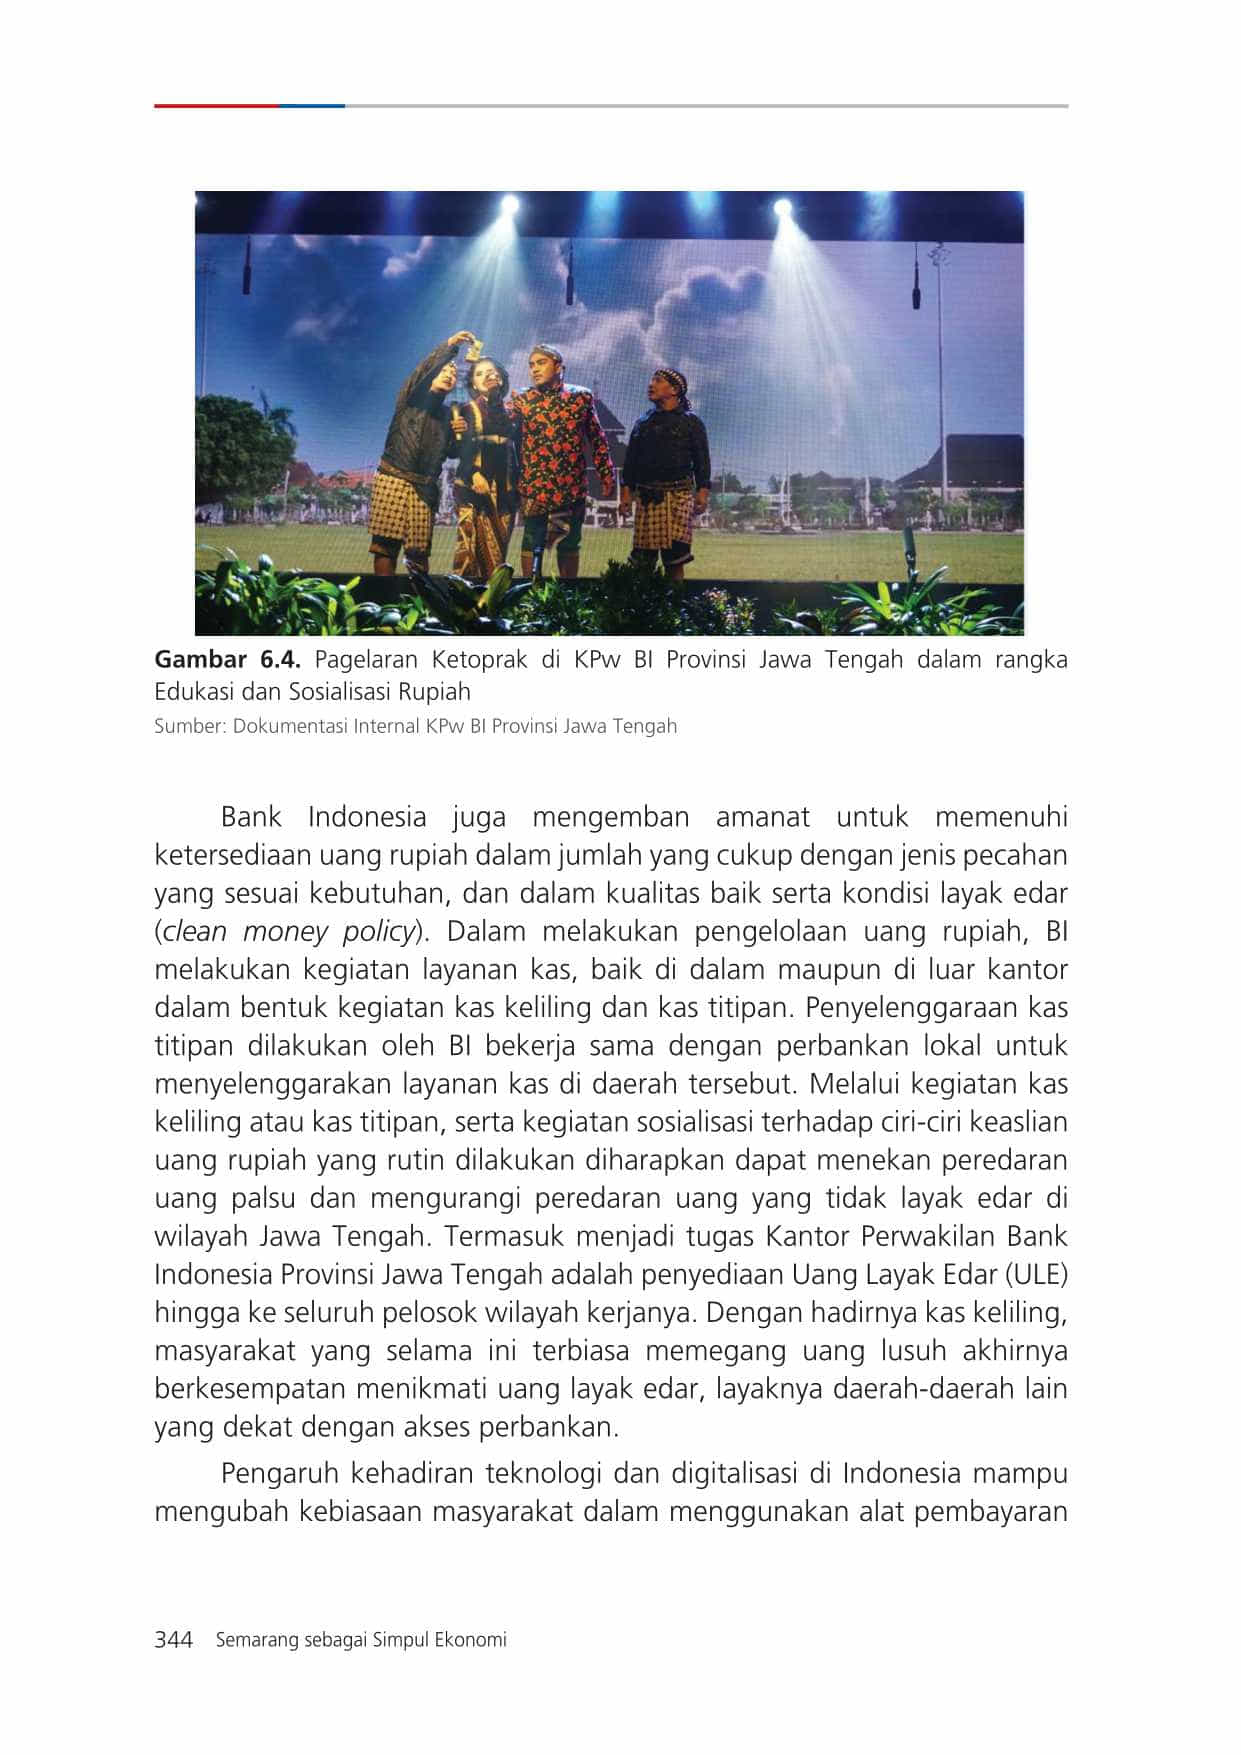 Gambar 6.4. Pagelaran Ketoprak di KPw BI Provinsi Jawa Tengah dalam rangka
Edukasi dan Sosialisasi Rupiah
Sumber: Dokumentasi Internal KPw BI Provinsi Jawa Tengah
Bank Indonesia juga mengemban amanat untuk memenuhi
ketersediaan uang rupiah dalam jumlah yang cukup dengan jenis pecahan
yang sesuai kebutuhan, dan dalam kualitas baik serta kondisi layak edar
(clean money policy). Dalam melakukan pengelolaan uang rupiah, BI
melakukan kegiatan layanan kas, baik di dalam maupun di luar kantor
dalam bentuk kegiatan kas keliling dan kas titipan. Penyelenggaraan kas
titipan dilakukan oleh BI bekerja sama dengan perbankan lokal untuk
menyelenggarakan layanan kas di daerah tersebut. Melalui kegiatan kas
keliling atau kas titipan, serta kegiatan sosialisasi terhadap ciri-ciri keaslian
uang rupiah yang rutin dilakukan diharapkan dapat menekan peredaran
uang palsu dan mengurangi peredaran uang yang tidak layak edar di
wilayah Jawa Tengah. Termasuk menjadi tugas Kantor Perwakilan Bank
Indonesia Provinsi Jawa Tengah adalah penyediaan Uang Layak Edar (ULE)
hingga ke seluruh pelosok wilayah kerjanya. Dengan hadirnya kas keliling,
masyarakat yang selama ini terbiasa memegang uang lusuh akhirnya
berkesempatan menikmati uang layak edar, layaknya daerah-daerah lain
yang dekat dengan akses perbankan.
Pengaruh kehadiran teknologi dan digitalisasi di Indonesia mampu
mengubah kebiasaan masyarakat dalam menggunakan alat pembayaran
344 Semarang sebagai Simpul Ekonomi